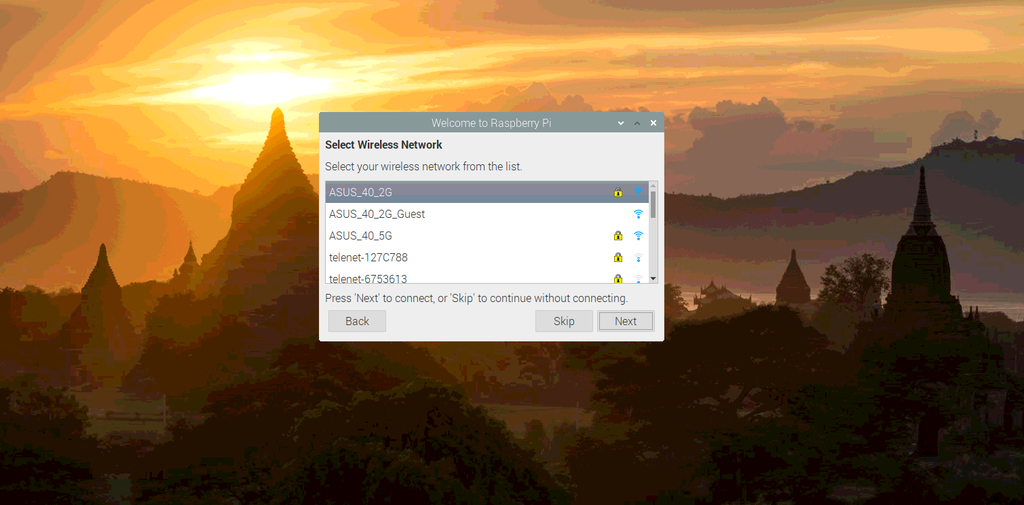 Welcome to Raspberry Pi
Select Wireless Network
Select your wireless network from the list.
ASUS_40_2G
ASUS_40_2G_Guest
ASUS_40_5G
telenet-127C788
telenet-6753613
Press 'Next' to connect, or 'Skip' to continue without connecting.
Back Skip Next